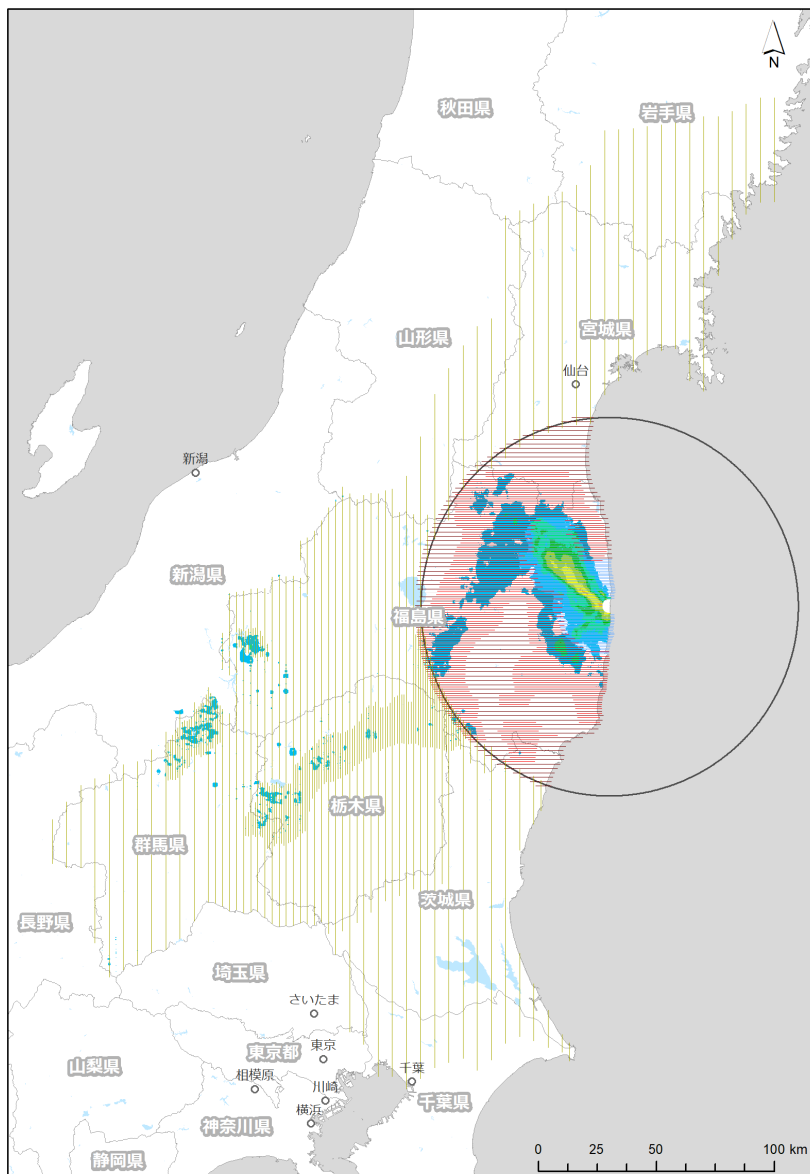 N
秋田県
岩手県
山形県
宮城県
仙台
新潟
新潟県
福島県
栃木県
群馬県
茨城県
長野県
埼玉県
さいたま
東京都
東京
山梨県
相模原
千葉
川崎
千葉県
横浜
神奈川県
静岡県
0 25 50 100 km